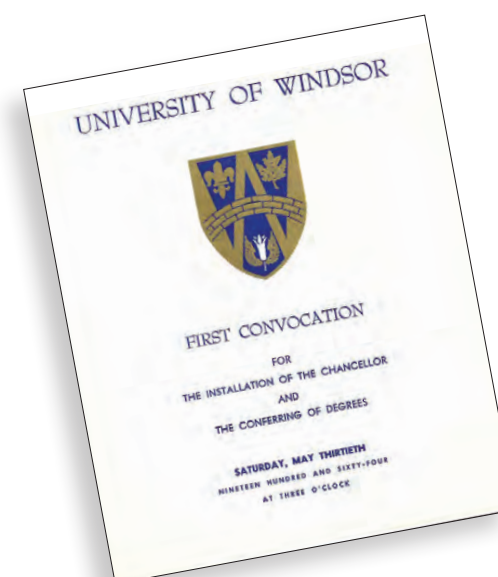 UNIVERSITY OF WINDSOR
FIRST CONVOCATION
FOR
THE INSTALLATION OF THE CHANCELLOR
AND
THE CONFERRING OF DEGREES
SATURDAY, MAY THIRTIETH
NINETEEN HUNDRED AND SIXTY-FOUR
AT THREE O'CLOCK